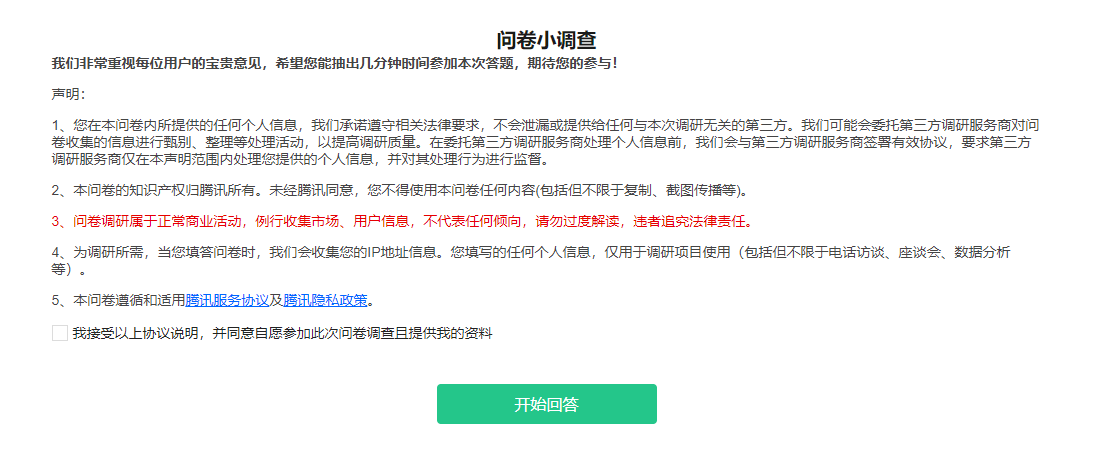 问卷小调查
我们非常重视每位用户的宝贵意见，希望您能抽出几分钟时间参加本次答题，期待您的参与！
声明：
1、您在本问卷内所提供的任何个人信息，我们承诺遵守相关法律要求，不会泄漏或提供给任何与本次调研无关的第三方。我们可能会委托第三方调研服务商对问
卷收集的信息进行甄别、整理等处理活动，以提高调研质量。在委托第三方调研服务商处理个人信息前，我们会与第三方调研服务商签署有效协议，要求第三方
调研服务商仅在本声明范围内处理您提供的个人信息，并对其处理行为进行监督。
2、本问卷的知识产权归腾讯所有。未经腾讯同意，您不得使用本问卷任何内容(包括但不限于复制、截图传播等)。
3、问卷调研属于正常商业活动，例行收集市场、用户信息，不代表任何倾向，请勿过度解读，违者追究法律责任。
4、为调研所需，当您填答问卷时，我们会收集您的IP地址信息。您填写的任何个人信息，仅用于调研项目使用（包括但不限于电话访谈、座谈会、数据分析
等）。
5、本问卷遵循和适用腾讯服务协议及腾讯隐私政策。
我接受以上协议说明，并同意自愿参加此次问卷调查且提供我的资料
开始回答